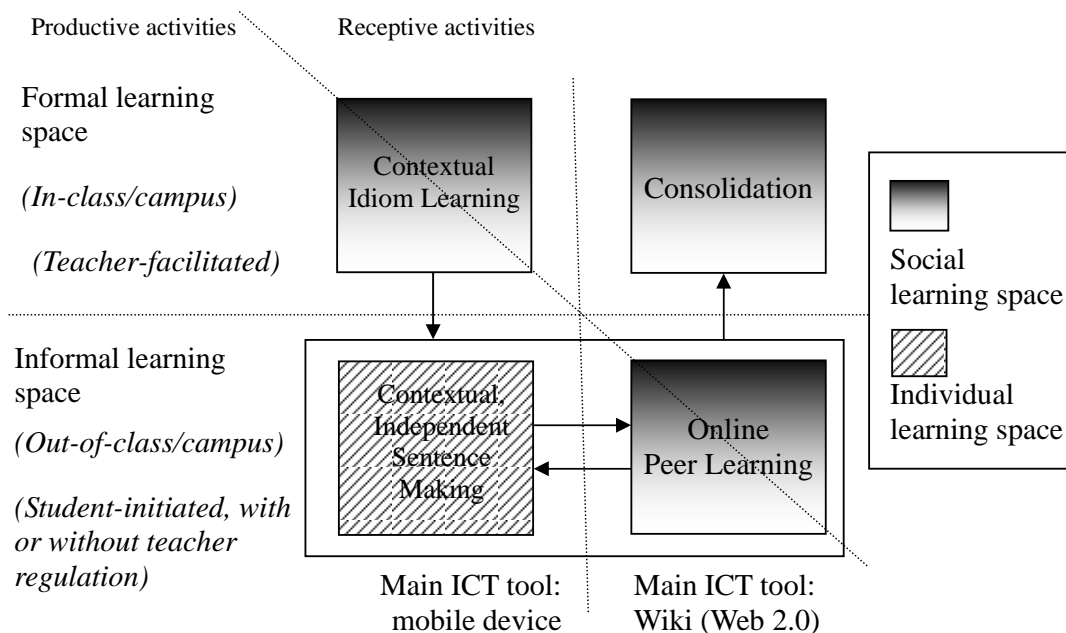 Productive activities
Receptive activities
Formal learning
space
(In-class/campus)
(Teacher-facilitated)
Contextual
Idiom Learning
Consolidation
Social
learning space
Individual
learning space
Informal learning
space
(Out-of-class/campus)
(Student-initiated, with
or without teacher
regulation)
Contextual,
Independent
Sentence
Making
Online
Peer Learning
Main ICT tool:
mobile device
Main ICT tool:
Wiki (Web 2.0)